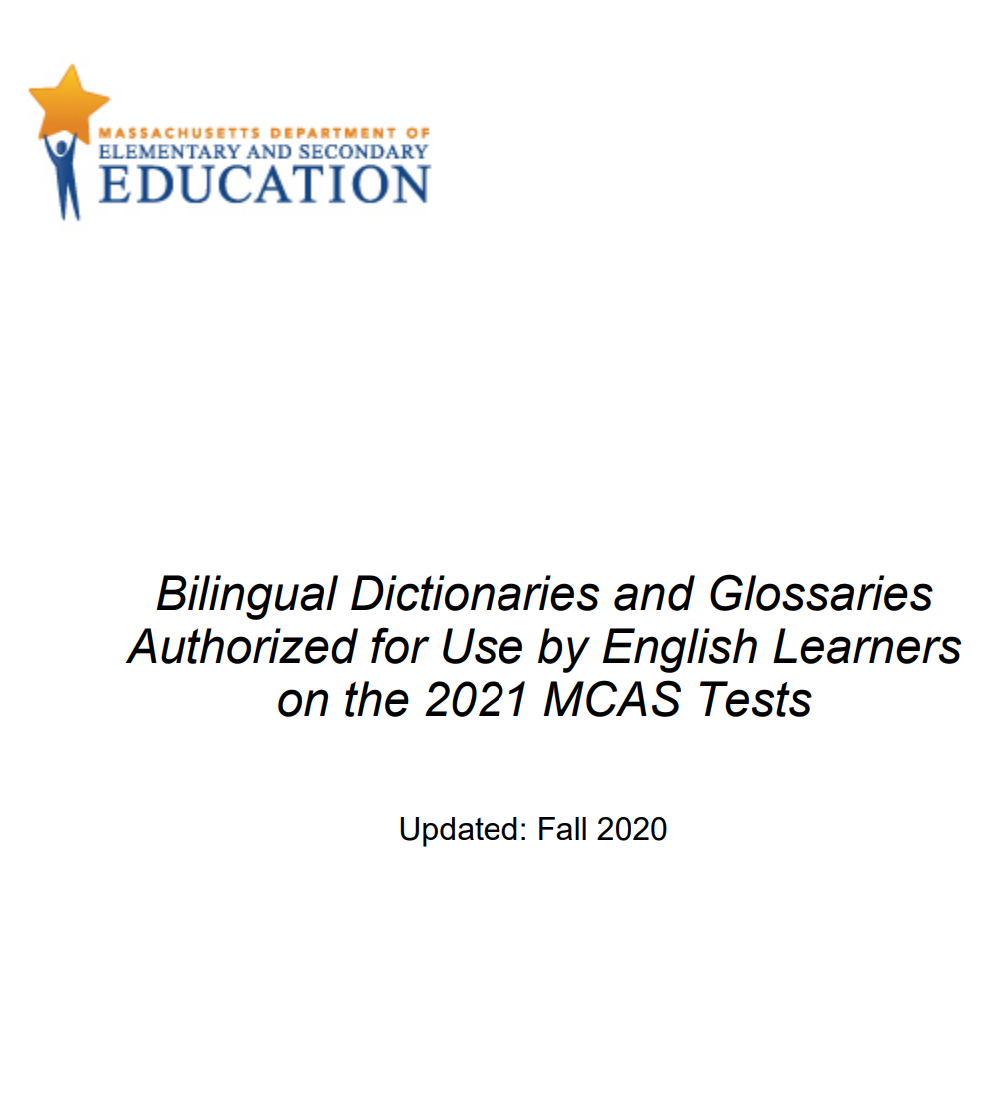 MASSACHUSETTS DEPARTMENT OF
ELEMENTARY AND SECONDARY
EDUCATION
Bilingual Dictionaries and Glossaries
Authorized for Use by English Learners
on the 2021 MCAS Tests
Updated: Fall 2020